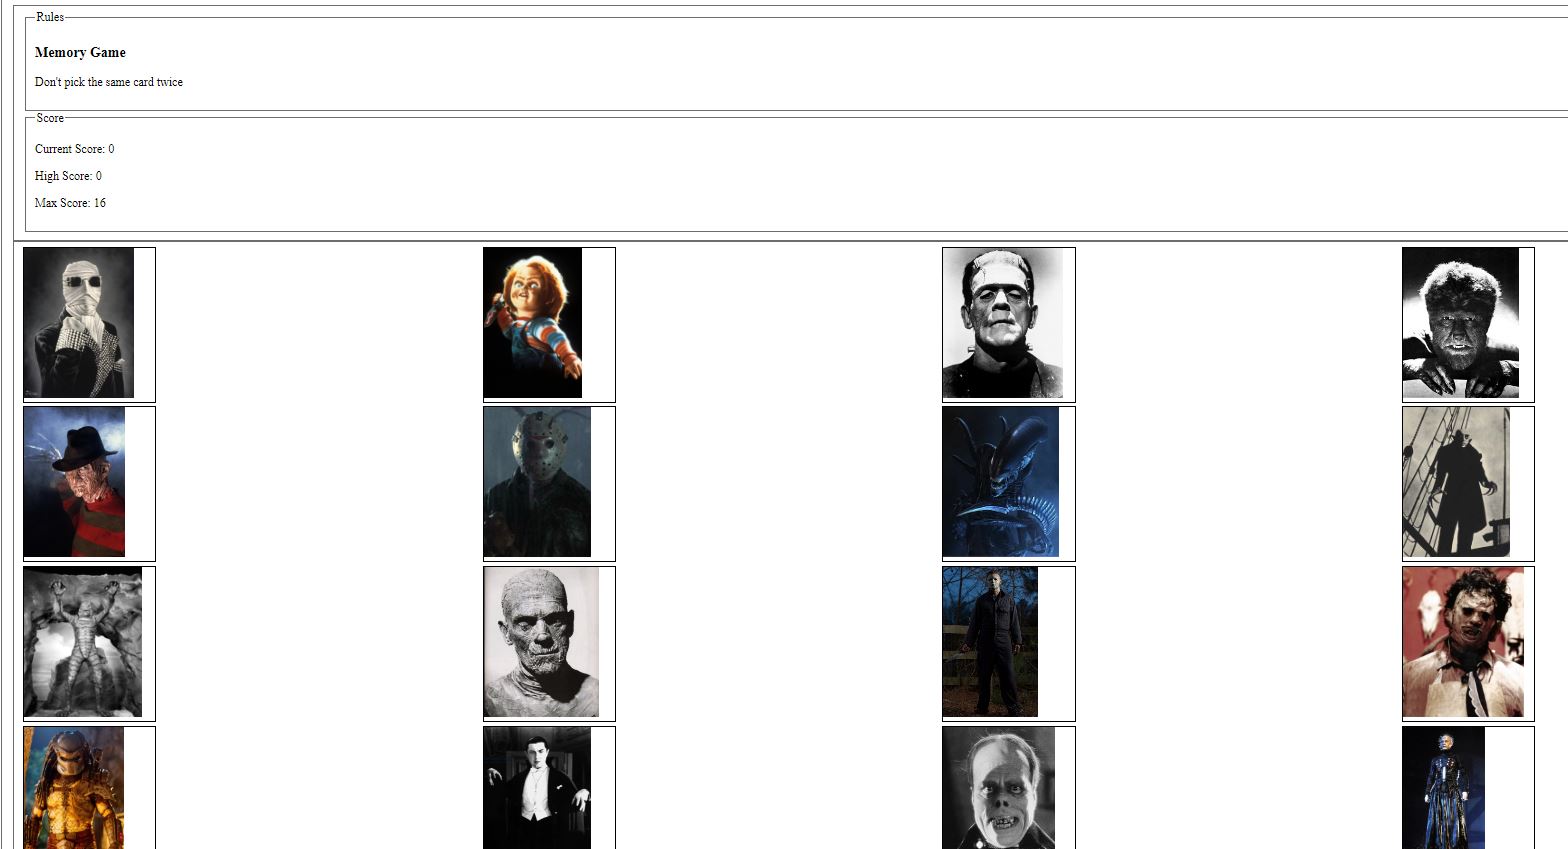 Rules
Memory Game
Don't pick the same card twice
Score
Current Score: 0
High Score: 0
Max Score: 16